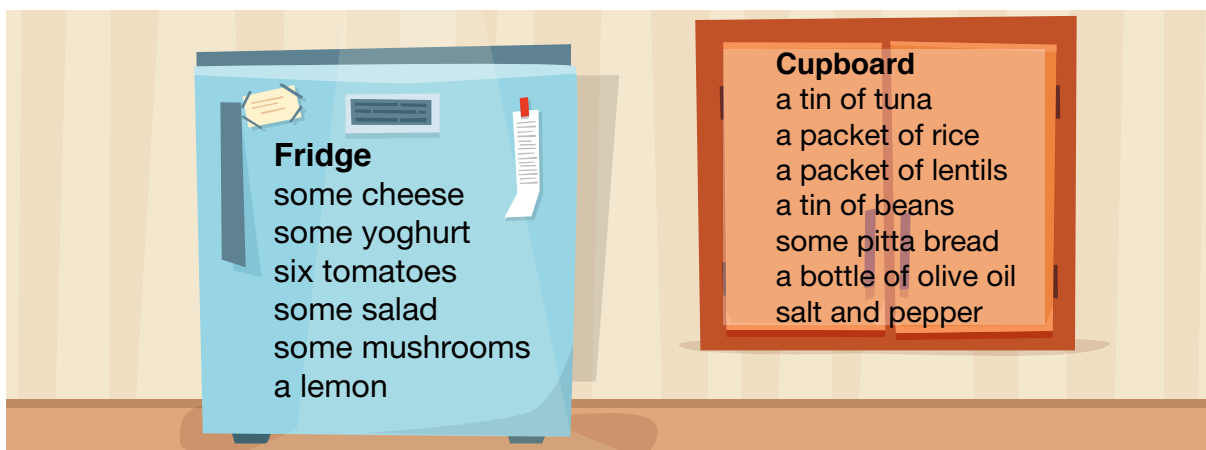 Fridge
some cheese
some yoghurt
six tomatoes
some salad
some mushrooms
a lemon
Cupboard
a tin of tuna
a packet of rice
a packet of lentils
a tin of beans
some pitta bread
a bottle of olive oil
salt and pepper